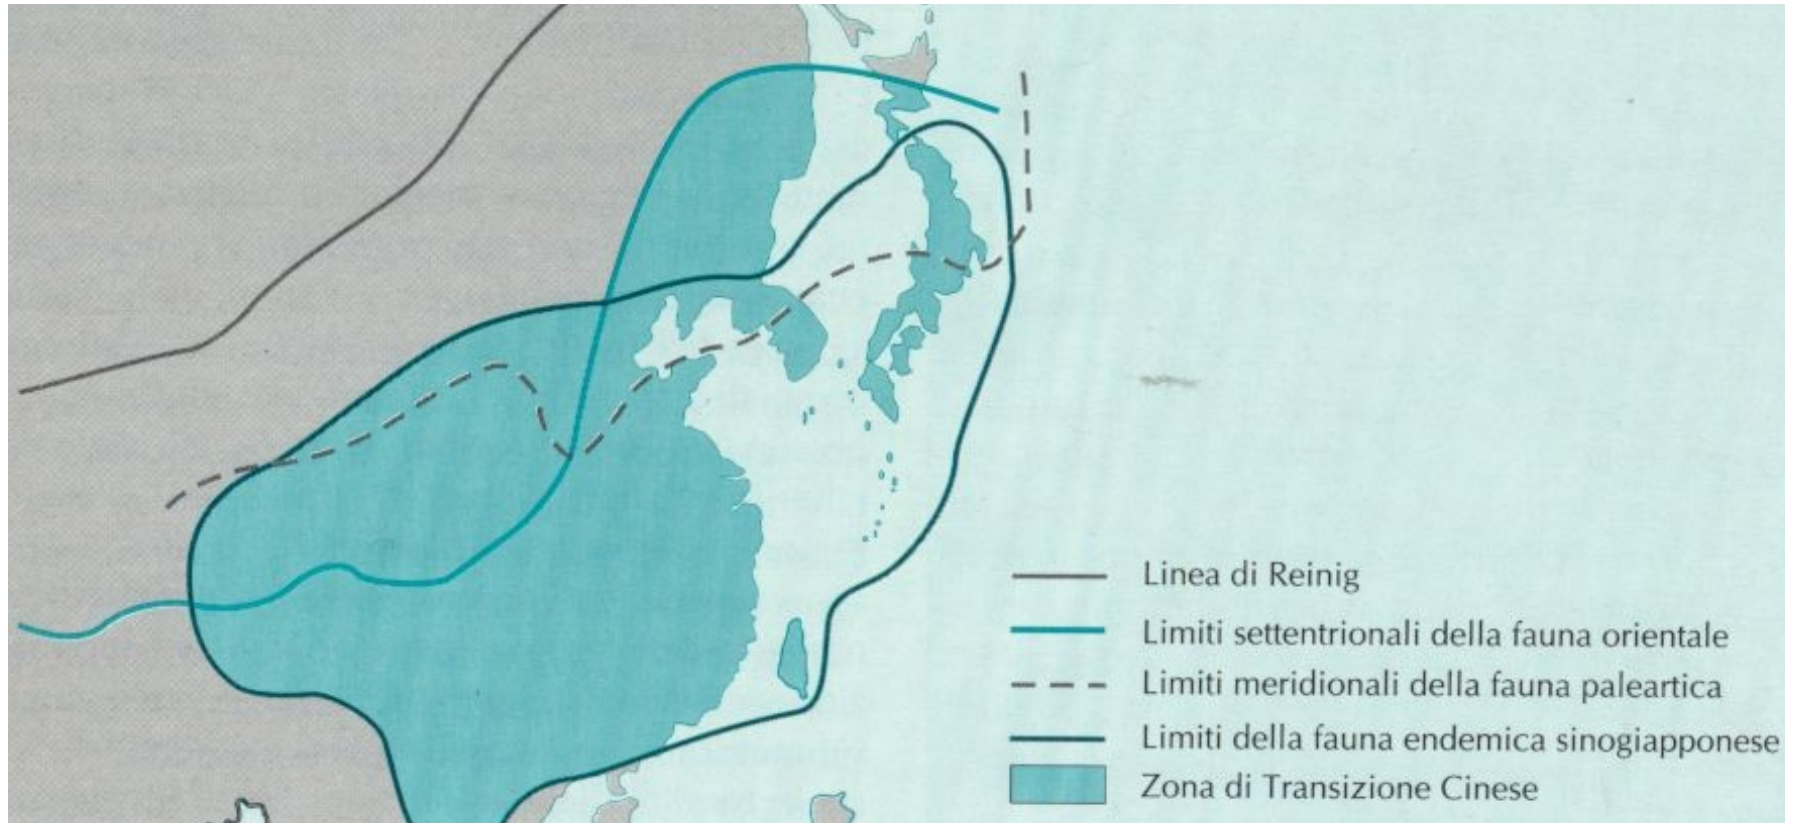 Linea di Reinig
Limiti settentrionali della fauna orientale
Limiti meridionali della fauna paleartica
Limiti della fauna endemica sinogiapponese
Zona di Transizione Cinese